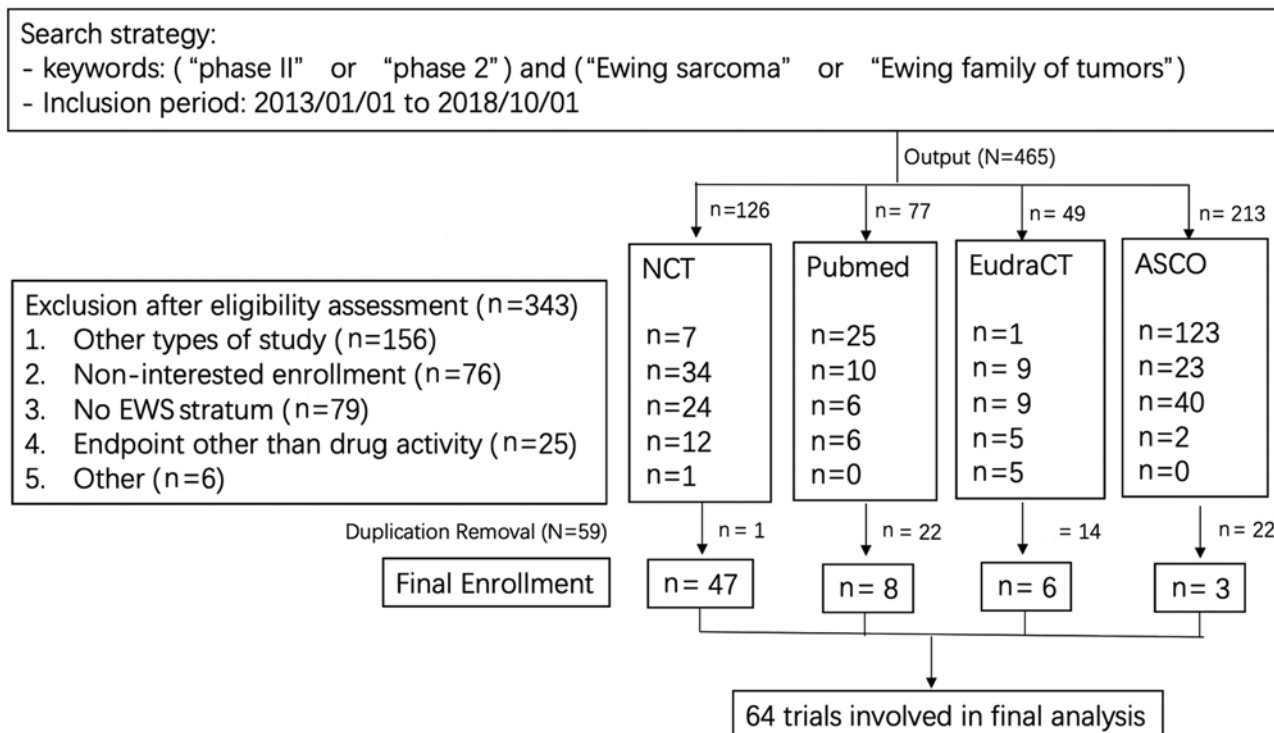 Search strategy:
- keywords: ( “phase II” or “phase 2”) and (“Ewing sarcoma” or “Ewing family of tumors”)
- Inclusion period: 2013/01/01 to 2018/10/01
Output (N=465)
n=126
n= 77
n= 49
n= 213
NCT
Pubmed
EudraCT
ASCO
Exclusion after eligibility assessment (n=343)
1. Other types of study (n=156)
n=7
n=25
n=1
n=123
2. Non-interested enrollment (n=76)
n=34
n=10
n= 9
n=23
3. No EWS stratum (n=79)
n=24
n=6
n= 9
n=40
4. Endpoint other than drug activity (n=25)
n=12
n=6
n=5
n=2
5. Other (n=6)
n=1
n=0
n=5
n=0
Duplication Removal (N=59)
n= 1
n= 22
= 14
n= 22
Final Enrollment
n= 47
n= 8
n= 6
n= 3
64 trials involved in final analysis